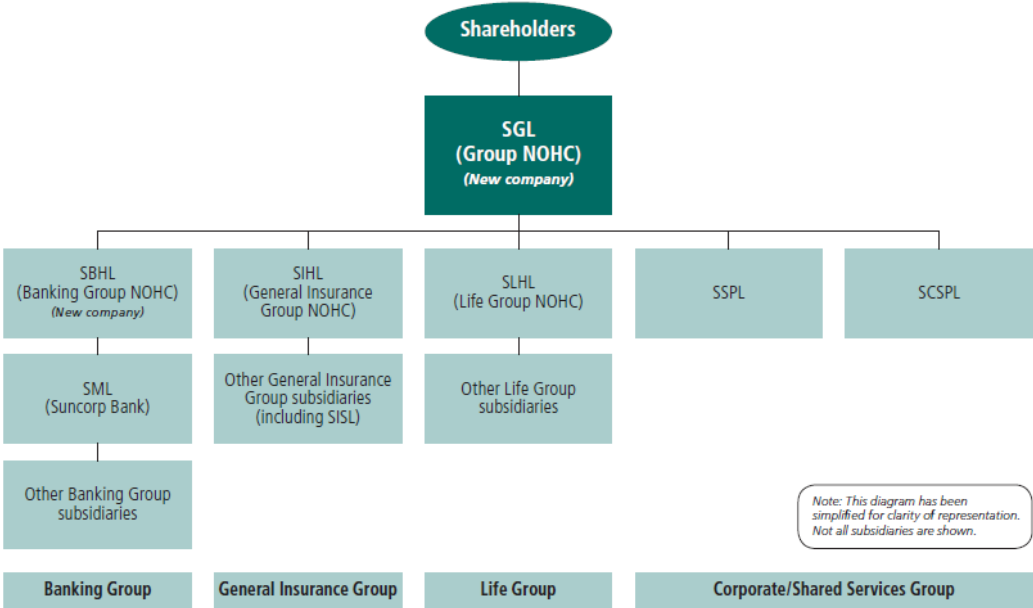 Shareholders
SGL
(Group NOHC)
(New company)
SBHL
(Banking Group NOHC)
(New company)
SIHL
(General Insurance
Group NOHC)
SLHL
(Life Group NOHC)
SSPL
SCSPL
SML
(Suncorp Bank)
Other General Insurance
Group subsidiaries
(including SISL)
Other Life Group
subsidiaries
Other Banking Group
subsidiaries
Note: This diagram has been
simplified for clarity of representation.
Not all subsidiaries are shown.
Banking Group
General Insurance Group
Life Group
Corporate/Shared Services Group